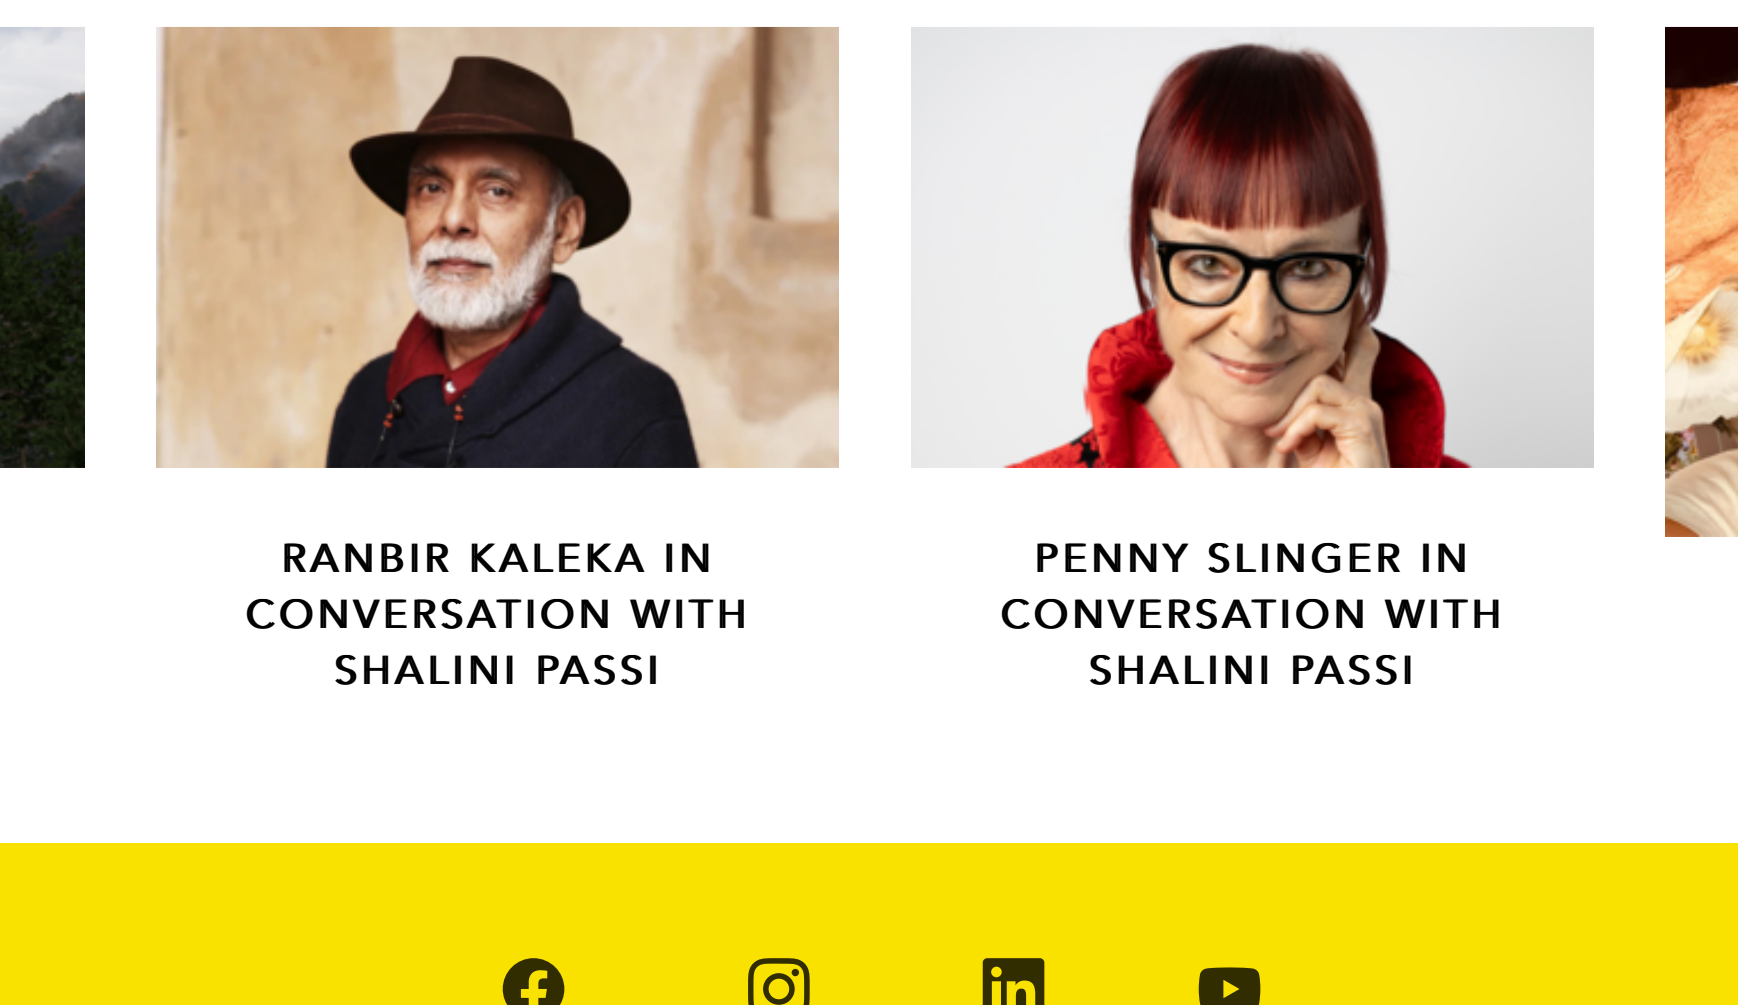 RANBIR KALEKA IN
CONVERSATION WITH
SHALINI PASSI
PENNY SLINGER IN
CONVERSATION WITH
SHALINI PASSI